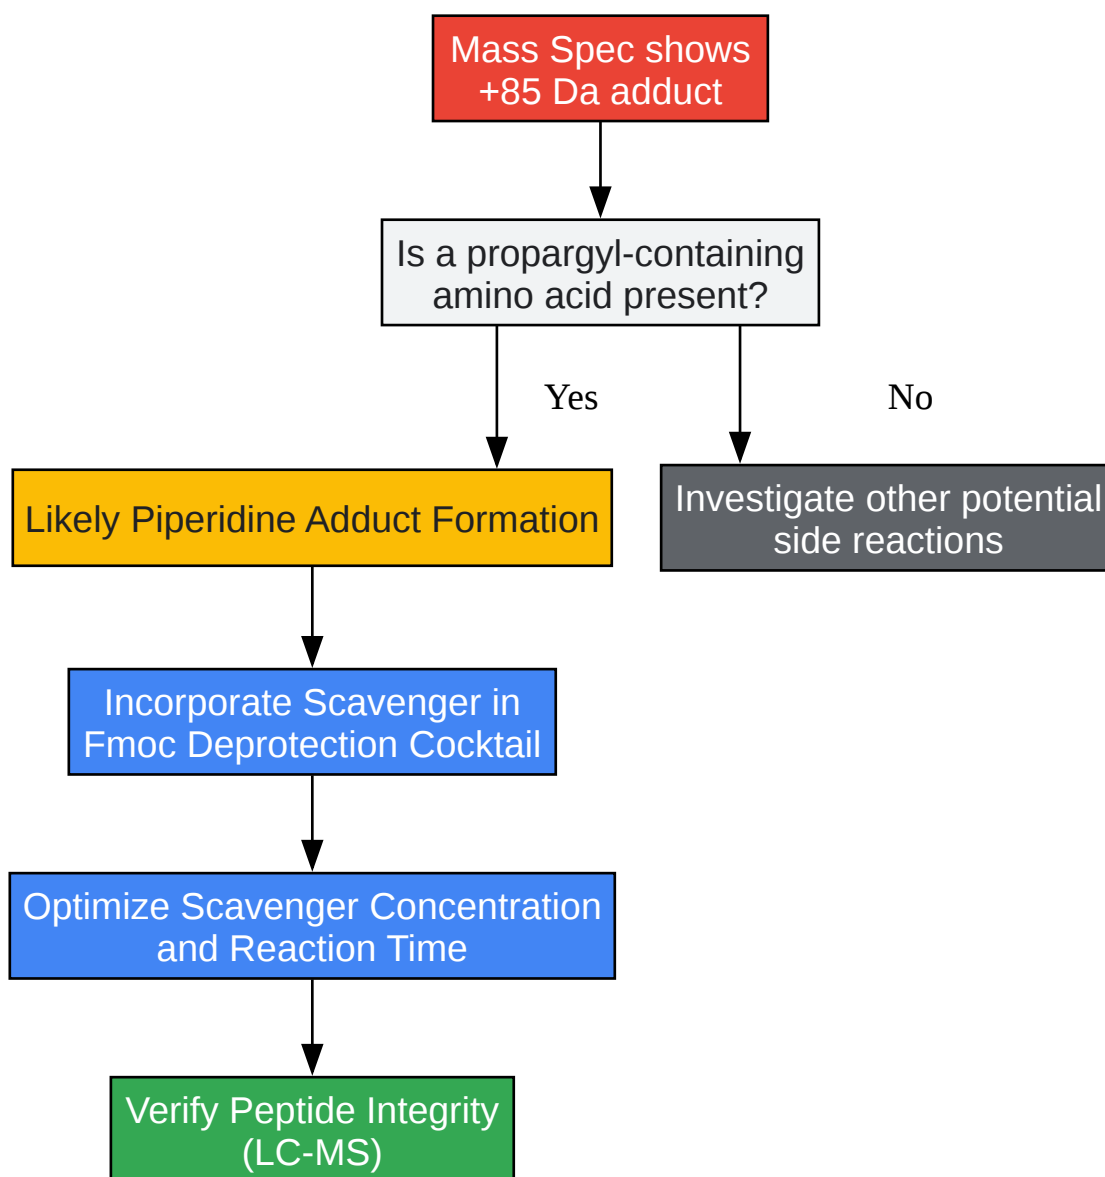 Mass Spec shows
+85 Da adduct
Is a propargyl-containing
amino acid present?
Yes
No
Likely Piperidine Adduct Formation
Investigate other potential
side reactions
Incorporate Scavenger in
Fmoc Deprotection Cocktail
Optimize Scavenger Concentration
and Reaction Time
Verify Peptide Integrity
(LC-MS)